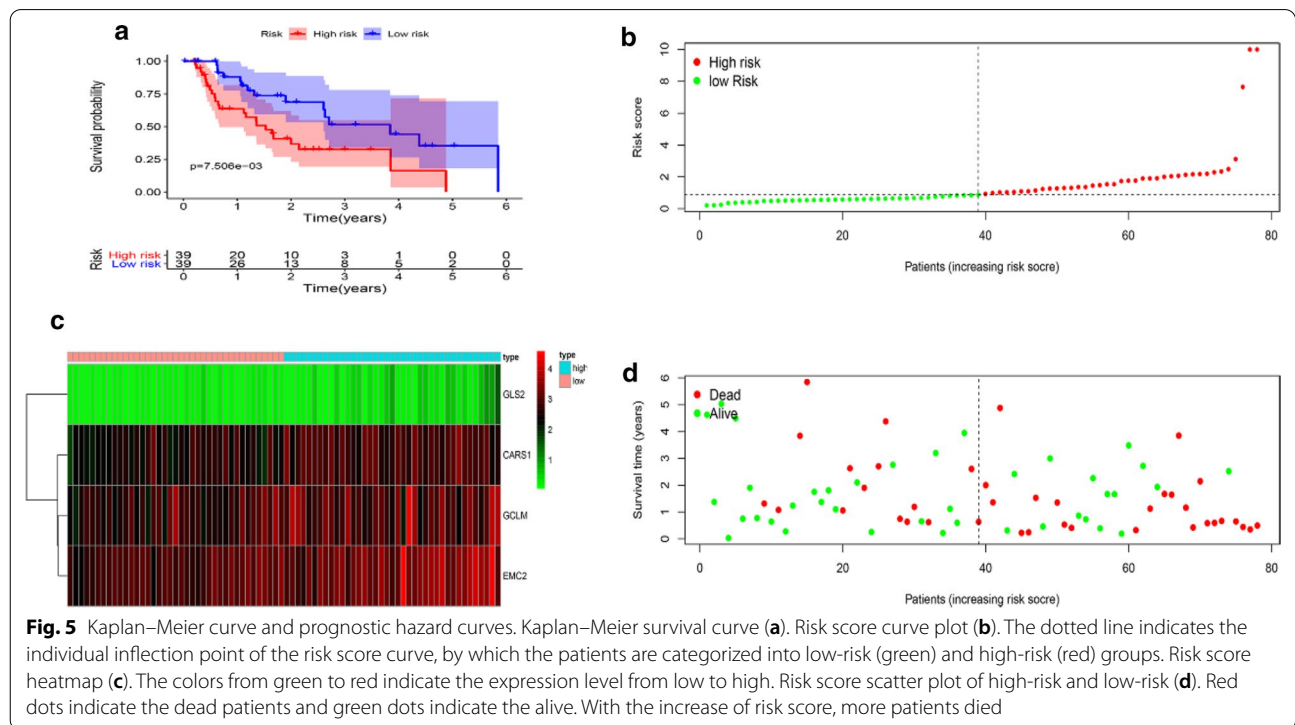 a
Risk High risk Low risk
1.00
0.75
0.50
0.25
0.00
Survival probability
p=7.506e−03
0 1 2 3 4 5 6
Time(years)
Risk
High risk 39 20 10 3 1 0 0
Low risk 39 26 13 8 5 2 0
0 1 2 3 4 5 6
Time(years)
b
High risk
low Risk
10
8
6
4
2
0
Risk score
0 20 40 60 80
Patients (increasing risk socre)
c
type
GLS2
CARS1
GCLM
EMC2
4
3
2
1
type
high
low
d
Dead
Alive
6
5
4
3
2
1
0
Survival time (years)
0 20 40 60 80
Patients (increasing risk socre)
Fig. 5 Kaplan–Meier curve and prognostic hazard curves. Kaplan–Meier survival curve (a). Risk score curve plot (b). The dotted line indicates the
individual inflection point of the risk score curve, by which the patients are categorized into low-risk (green) and high-risk (red) groups. Risk score
heatmap (c). The colors from green to red indicate the expression level from low to high. Risk score scatter plot of high-risk and low-risk (d). Red
dots indicate the dead patients and green dots indicate the alive. With the increase of risk score, more patients died